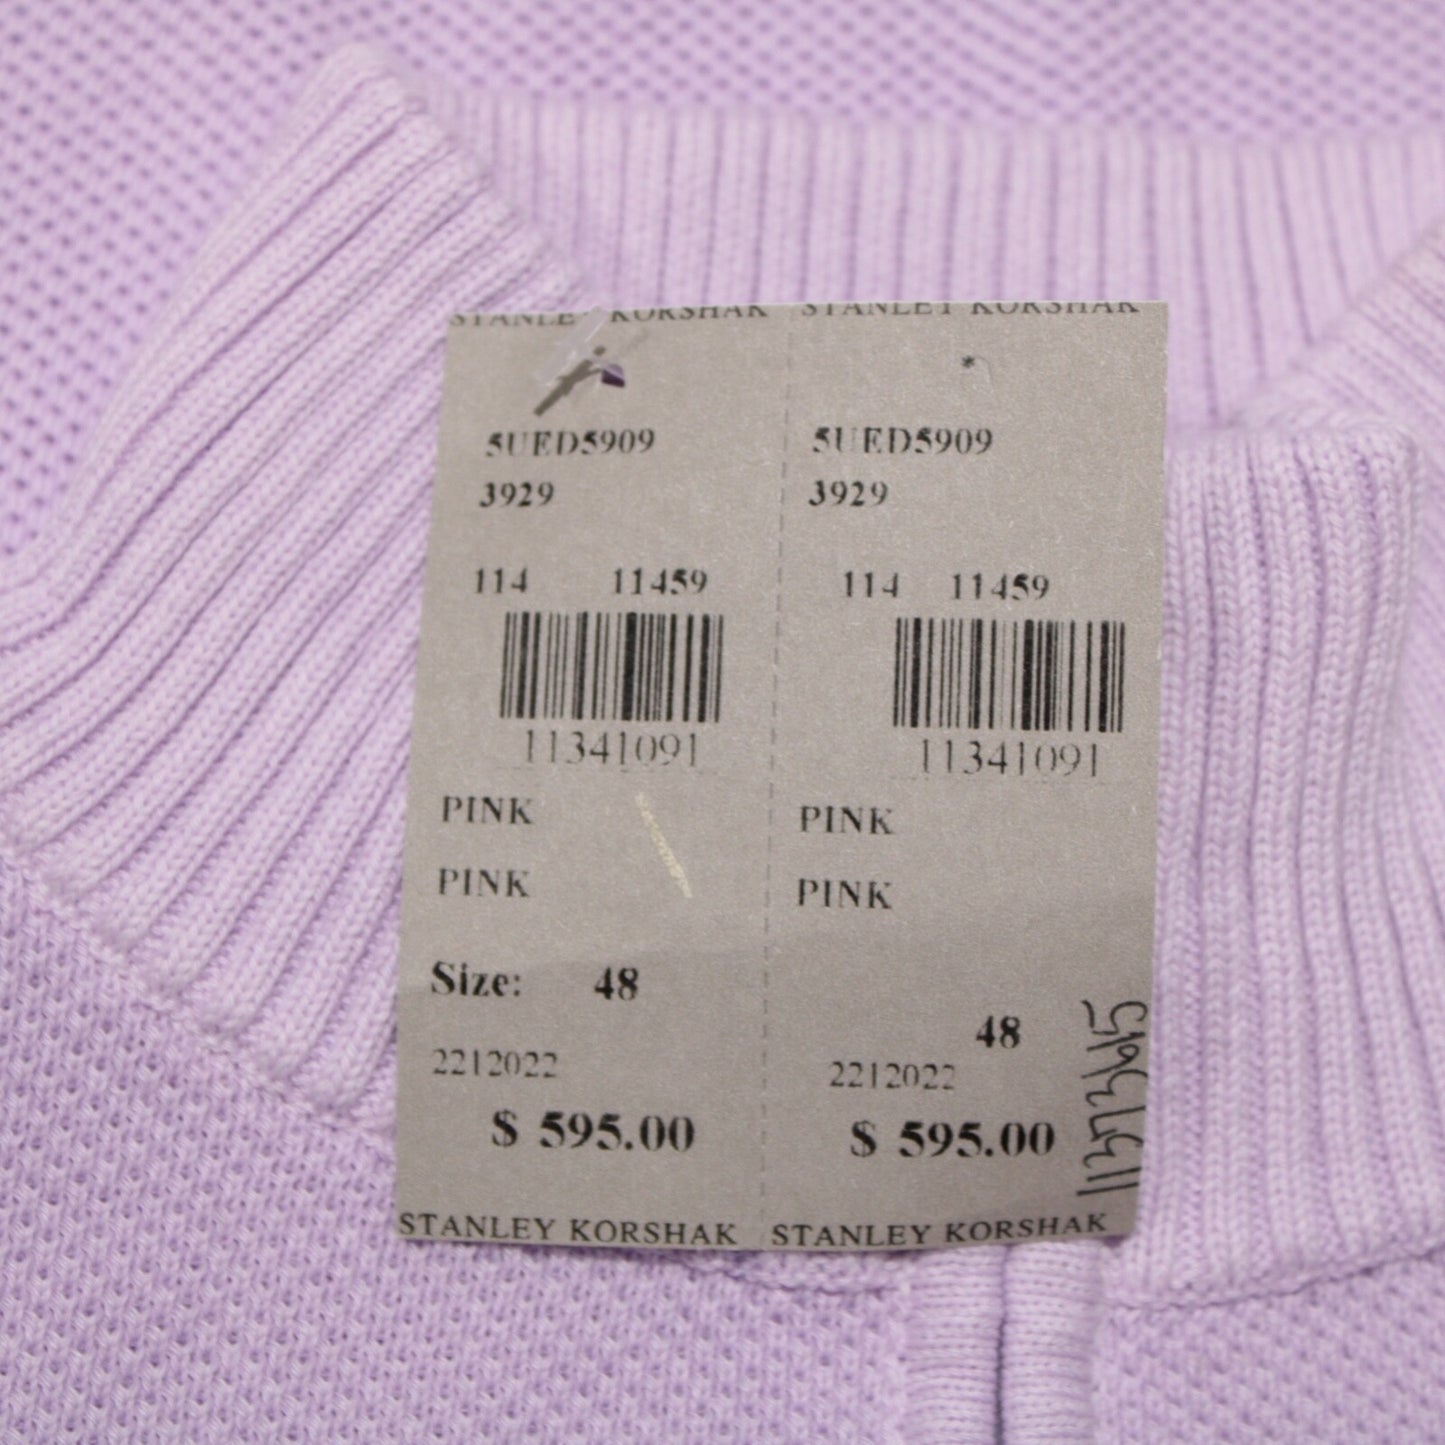 STANLEY KORSHAK
5UED5909
3929
114 11459
11341091
PINK
PINK
Size: 48
2212022
$ 595.00
STANLEY KORSHAK
STANLEY KORSHAK
*
5UED5909
3929
114 11459
11341091
PINK
PINK
48
2212022
$ 595.00
STANLEY KORSHAK